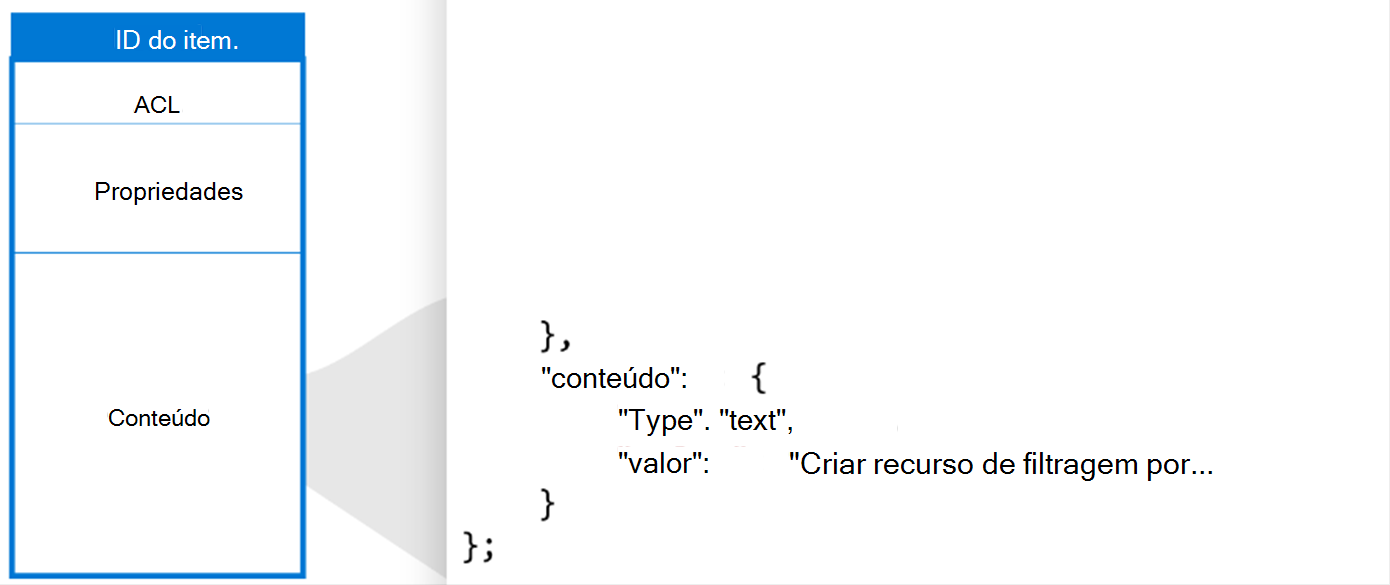 ID do item.
ACL
Propriedades
Conteúdo
},
"conteúdo": {
"Type". "text",
"valor": "Criar recurso de filtragem por...
}
};